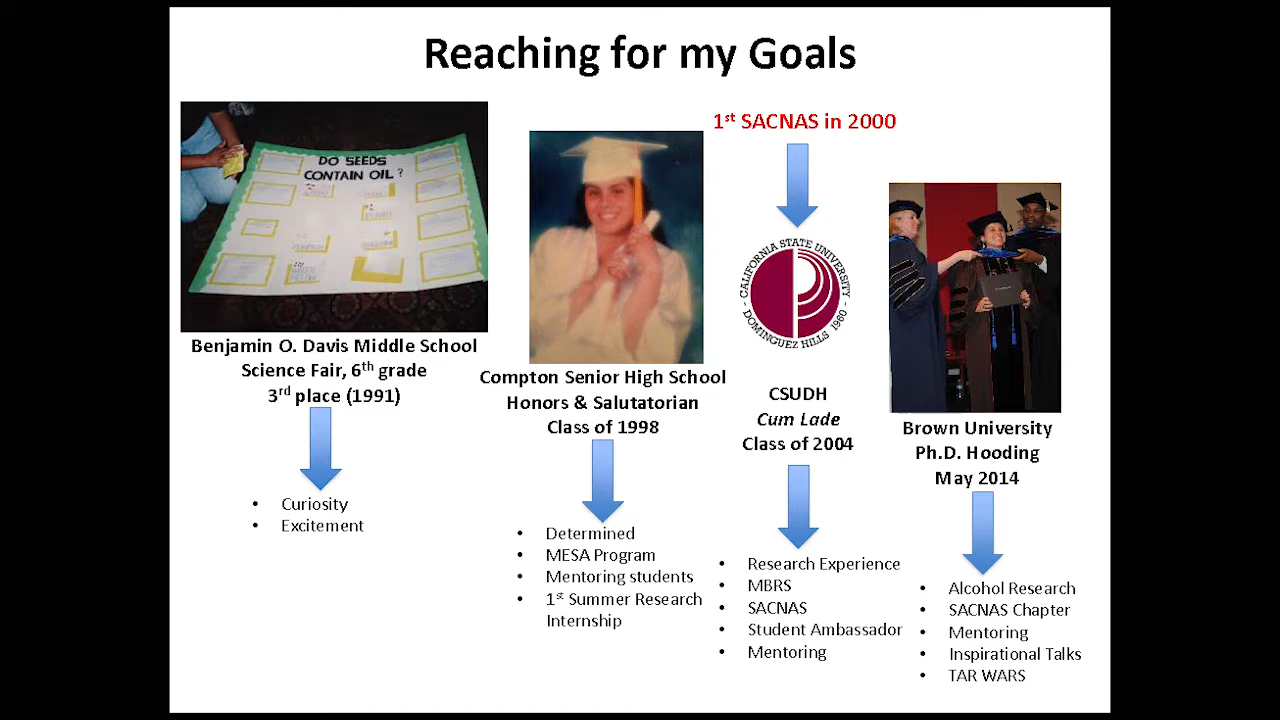 Reaching for my Goals
DO SEEDS
CONTAIN OIL?
Benjamin O. Davis Middle School
Science Fair, 6th grade
3rd place (1991)
• Curiosity
• Excitement
Compton Senior High School
Honors & Salutatorian
Class of 1998
• Determined
• MESA Program
• Mentoring students
• 1st Summer Research
Internship
1st SACNAS in 2000
CALIFORNIA STATE UNIVERSITY
- DOMINGUEZ HILLS 1960 -
CSUDH
Cum Lade
Class of 2004
• Research Experience
• MBRS
• SACNAS
• Student Ambassador
• Mentoring
Brown University
Ph.D. Hooding
May 2014
• Alcohol Research
• SACNAS Chapter
• Mentoring
• Inspirational Talks
• TAR WARS